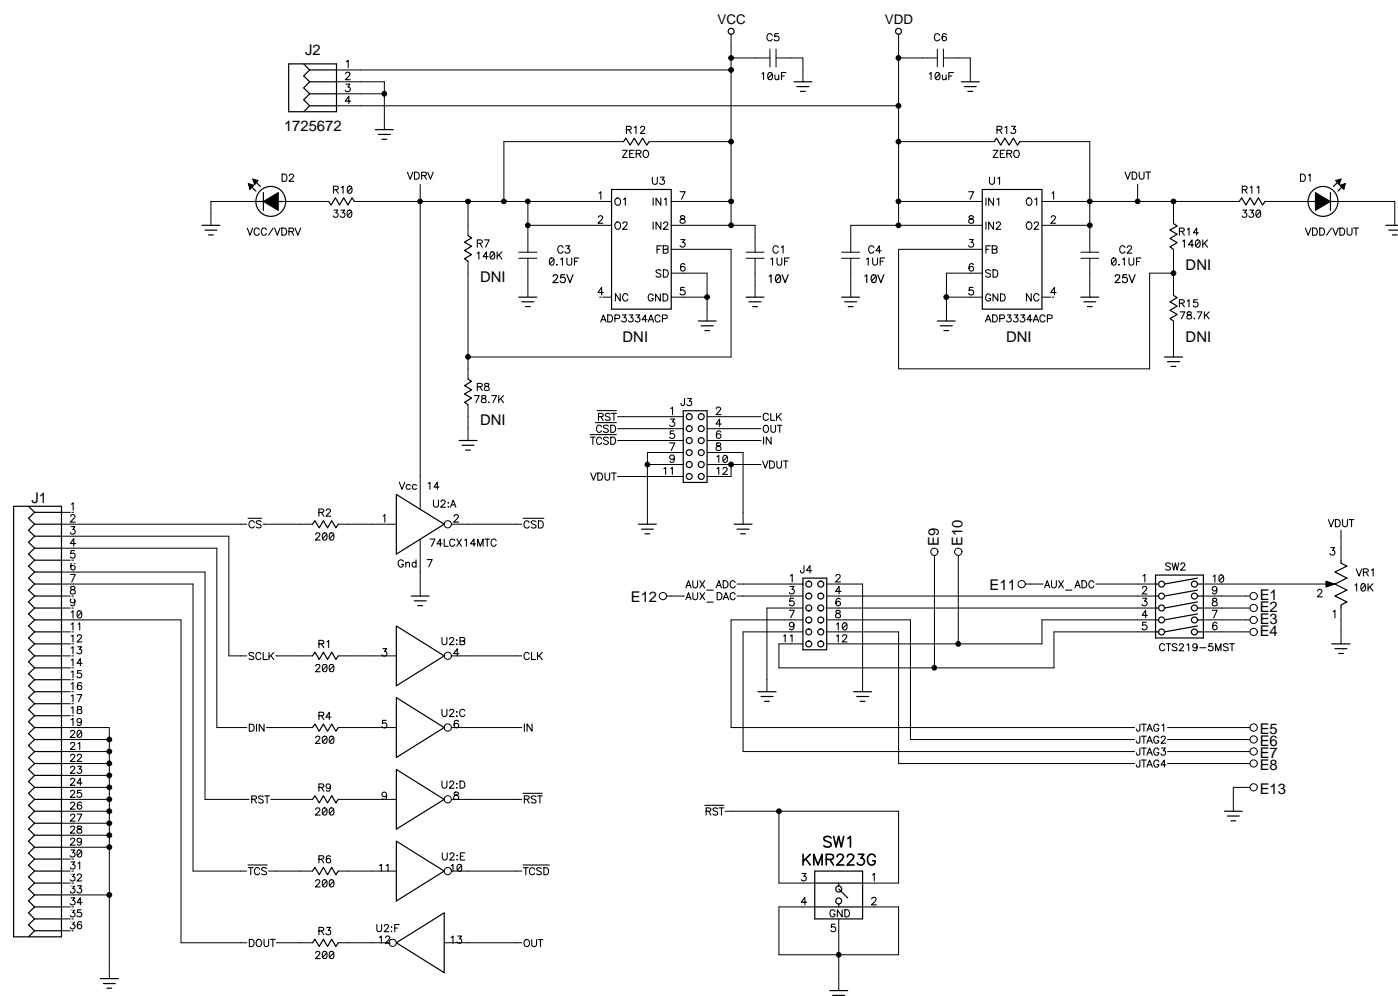 VCC
VDD
C5
10uF
C6
10uF
J2
1
2
3
4
1725672
R12
ZERO
R13
ZERO
D2
VCC/VDRV
R10
330
VDRV
U3
1 O1 IN1 7
2 O2 IN2 8
FB 3
SD 6
4 NC GND 5
ADP3334ACP
DNI
R7
140K
DNI
C3
0.1UF
25V
C1
1UF
10V
R8
78.7K
DNI
U1
7 IN1 O1 1
8 IN2 O2 2
3 FB
6 SD
5 GND NC 4
ADP3334ACP
DNI
C4
1UF
10V
C2
0.1UF
25V
VDUT
R11
330
D1
VDD/VDUT
R14
140K
DNI
R15
78.7K
DNI
J3
RST 1 2 CLK
CSD 3 4 OUT
TCSD 5 6 IN
7 8
9 10 VDUT
VDUT 11 12
J1
1
2
3
4
5
6
7
8
9
10
11
12
13
14
15
16
17
18
19
20
21
22
23
24
25
26
27
28
29
30
31
32
33
34
35
36
Vcc 14
U2:A
CS R2 1 2 CSD
200
74LCX14MTC
Gnd 7
U2:B
SCLK R1 3 4 CLK
200
U2:C
DIN R4 5 6 IN
200
U2:D
RST R9 9 8 RST
200
U2:E
TCS R6 11 10 TCSD
200
U2:F
DOUT R3 12 13 OUT
200
E9
E10
J4
AUX_ADC 1 2
E12 AUX_DAC 3 4
5 6
7 8
9 10
11 12
SW2
E11 AUX_ADC 1 10
2 9 E1
3 8 E2
4 7 E3
5 6 E4
CTS219-5MST
VDUT
3
VR1
10K
2
1
JTAG1 E5
JTAG2 E6
JTAG3 E7
JTAG4 E8
E13
RST
SW1
KMR223G
3 1
4 2
GND
5